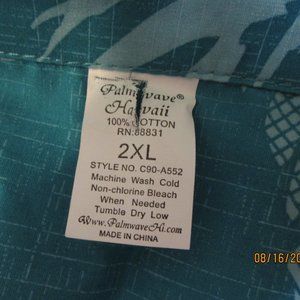 Palmwave®
Hawaii
100% COTTON
RN:88831
2XL
STYLE NO. C90-A552
Machine Wash Cold
Non-chlorine Bleach
When Needed
Tumble Dry Low
Www.PalmwaveHi.com
MADE IN CHINA
08/16/20